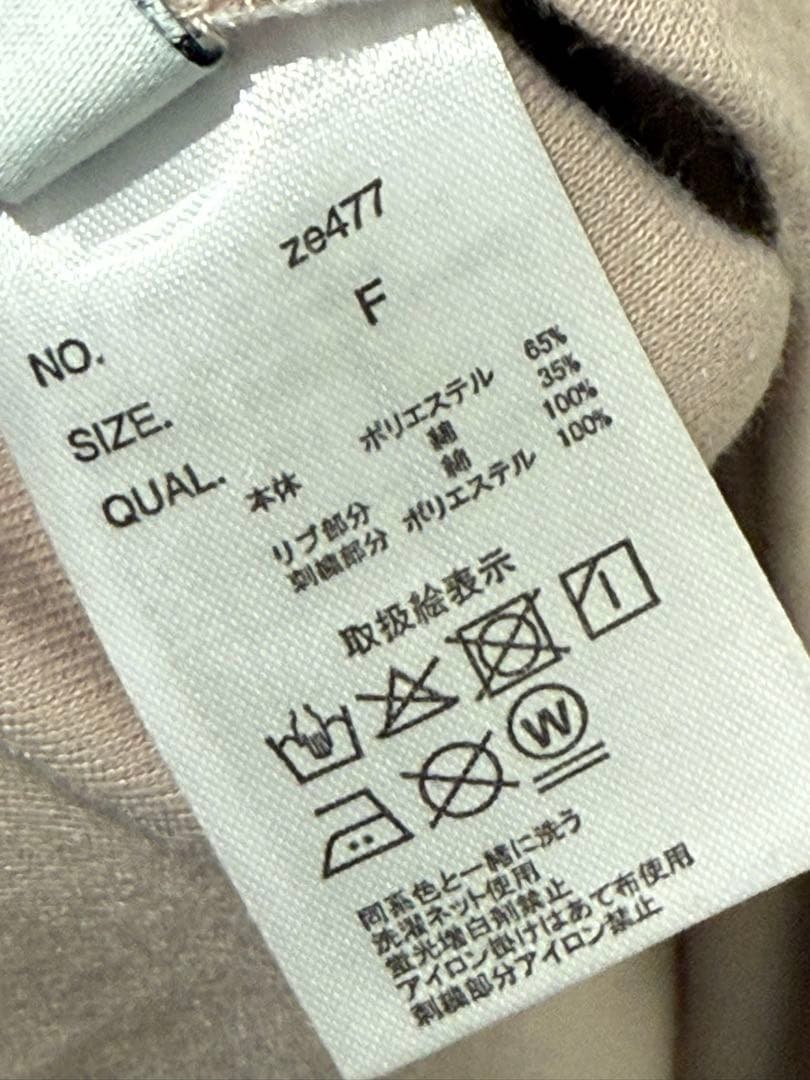 NO. ze477
SIZE. F
QUAL. 本体 ポリエステル 65%
綿 35%
リブ部分 綿 100%
刺繍部分 ポリエステル 100%
取扱絵表示
W
同系色と一緒に洗う
洗濯ネット使用
蛍光増白剤禁止
アイロン掛けはあて布使用
刺繍部分アイロン禁止